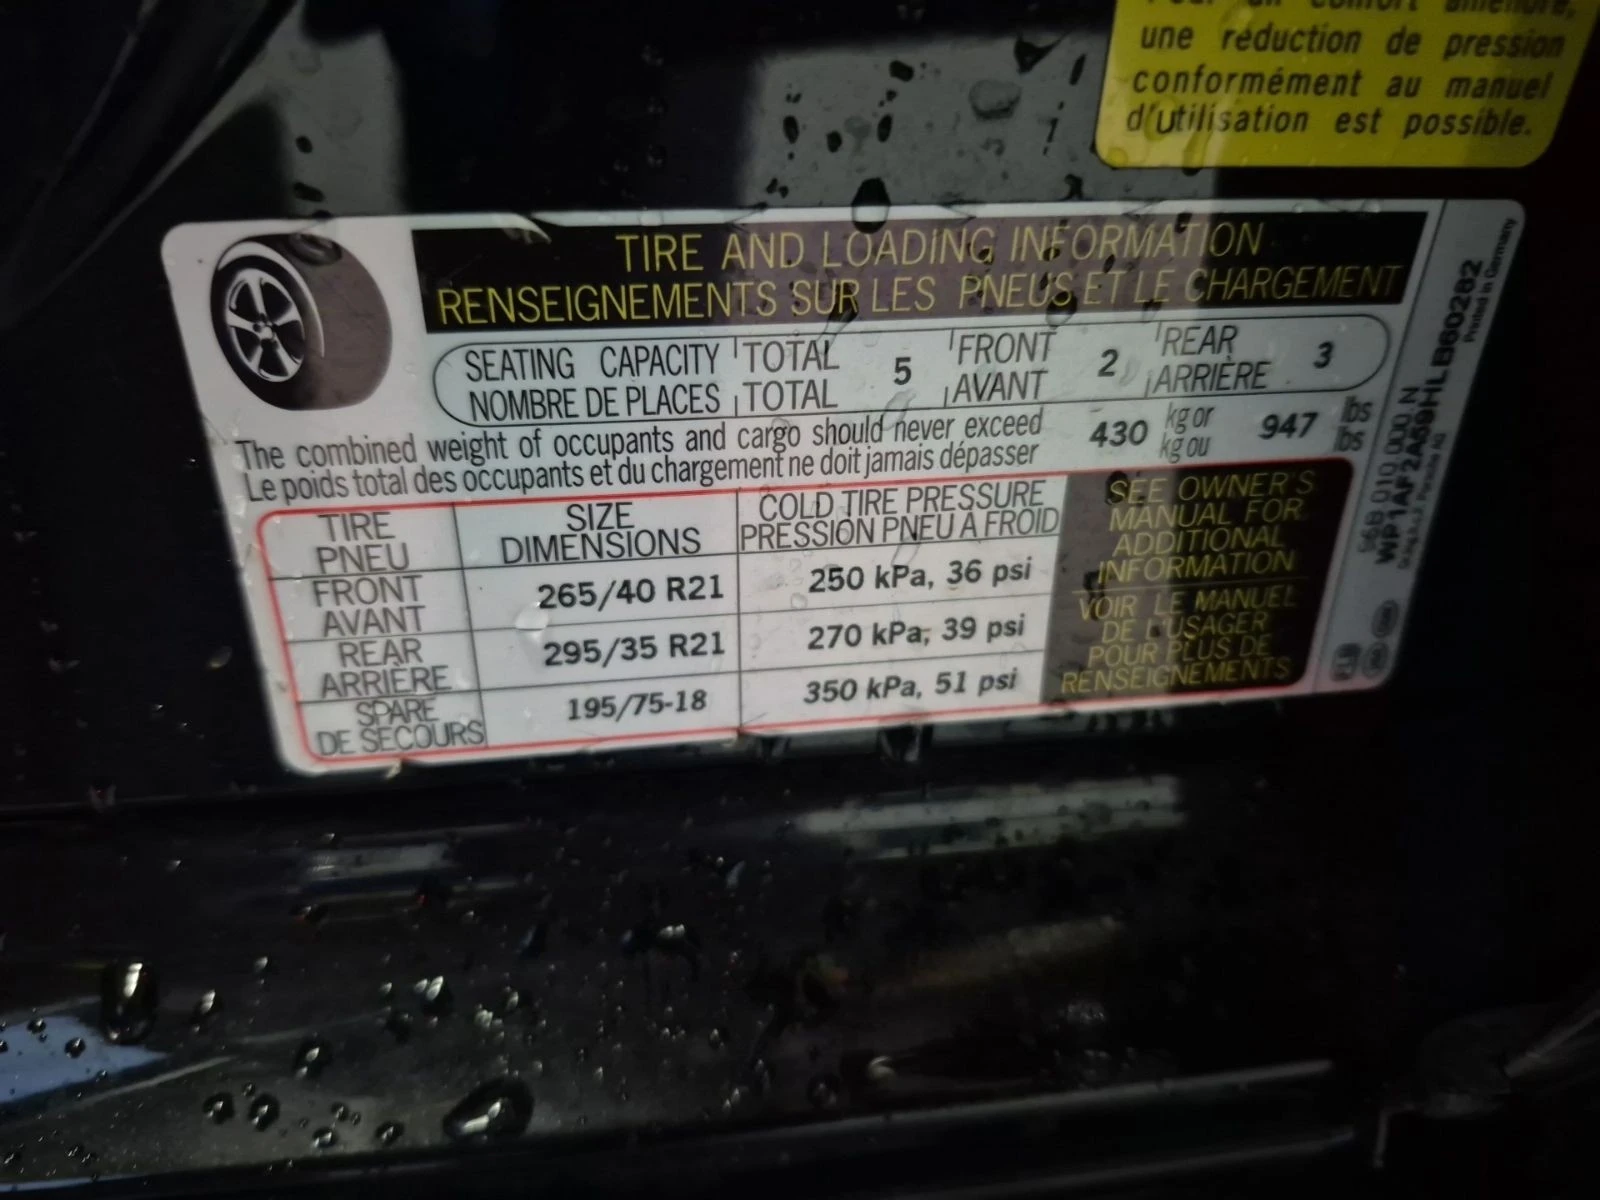 une réduction de pression
conformément au manuel
d'utilisation est possible.
TIRE AND LOADING INFORMATION
RENSEIGNEMENTS SUR LES PNEUS ET LE CHARGEMENT
SEATING CAPACITY TOTAL 5 FRONT 2 REAR 3
NOMBRE DE PLACES TOTAL AVANT ARRIÈRE
The combined weight of occupants and cargo should never exceed 430 kg or 947 lbs
Le poids total des occupants et du chargement ne doit jamais dépasser kg ou lbs
TIRE SIZE COLD TIRE PRESSURE
PNEU DIMENSIONS PRESSION PNEU A FROID
FRONT 265/40 R21 250 kPa, 36 psi
AVANT
REAR 295/35 R21 270 kPa, 39 psi
ARRIÈRE
SPARE 195/75-18 350 kPa, 51 psi
DE SECOURS
SEE OWNER'S
MANUAL FOR
ADDITIONAL
INFORMATION
VOIR LE MANUEL
DE L'USAGER
POUR PLUS DE
RENSEIGNEMENTS
010 000 N
WP1AF2A69HLB60282
Printed in Germany